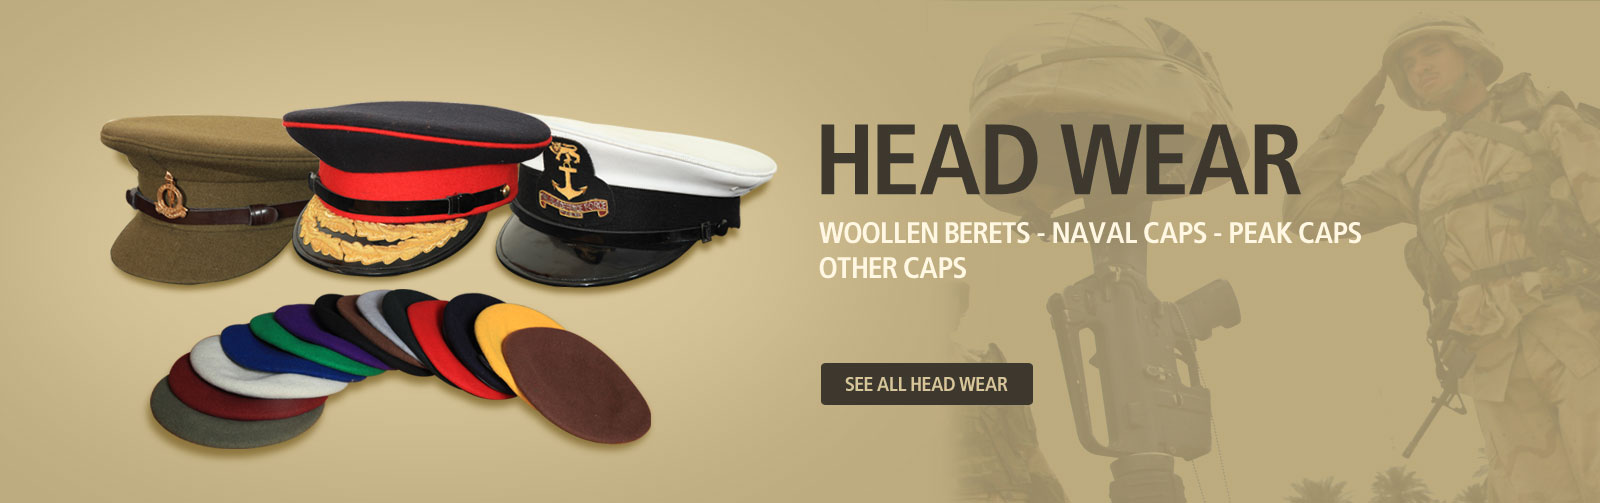 HEAD WEAR
WOOLLEN BERETS - NAVAL CAPS - PEAK CAPS
OTHER CAPS
SEE ALL HEAD WEAR